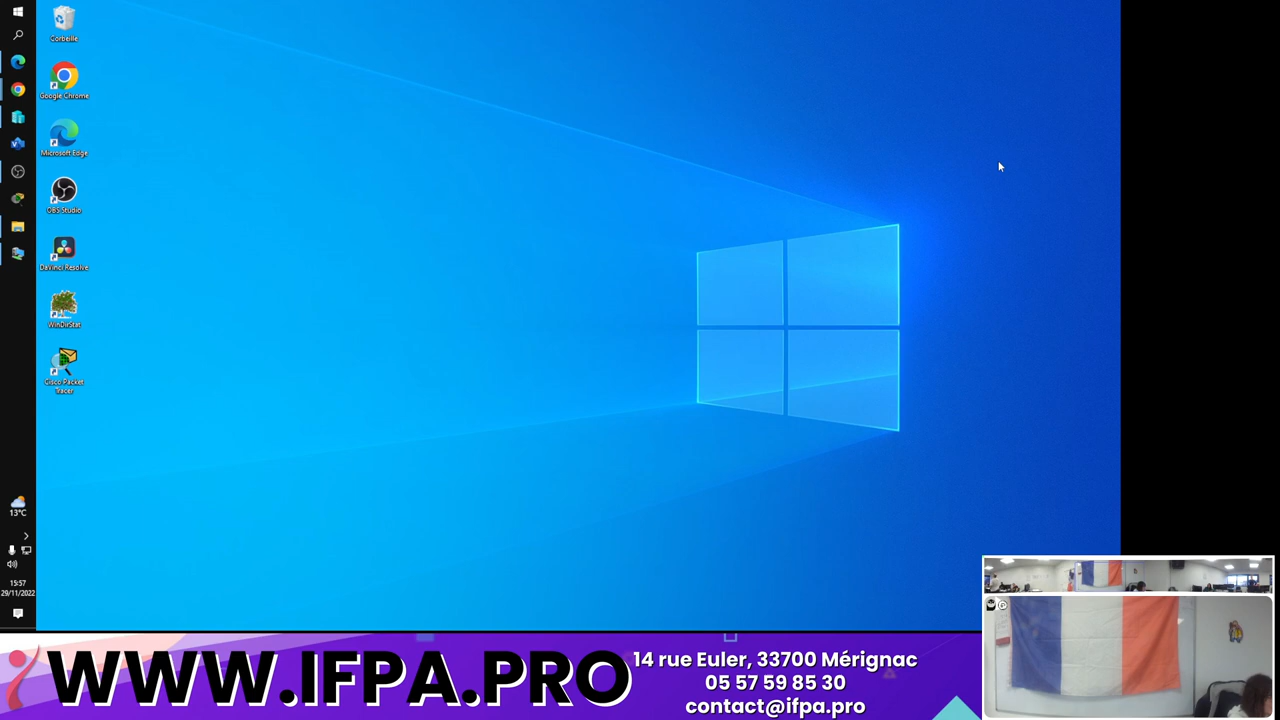 Corbeille
Google Chrome
Microsoft Edge
OBS Studio
DaVinci Resolve
WinDirStat
Cisco Packet
Tracer
13°C
15:57
29/11/2022
WWW.IFPA.PRO
14 rue Euler, 33700 Mérignac
05 57 59 85 30
contact@ifpa.pro